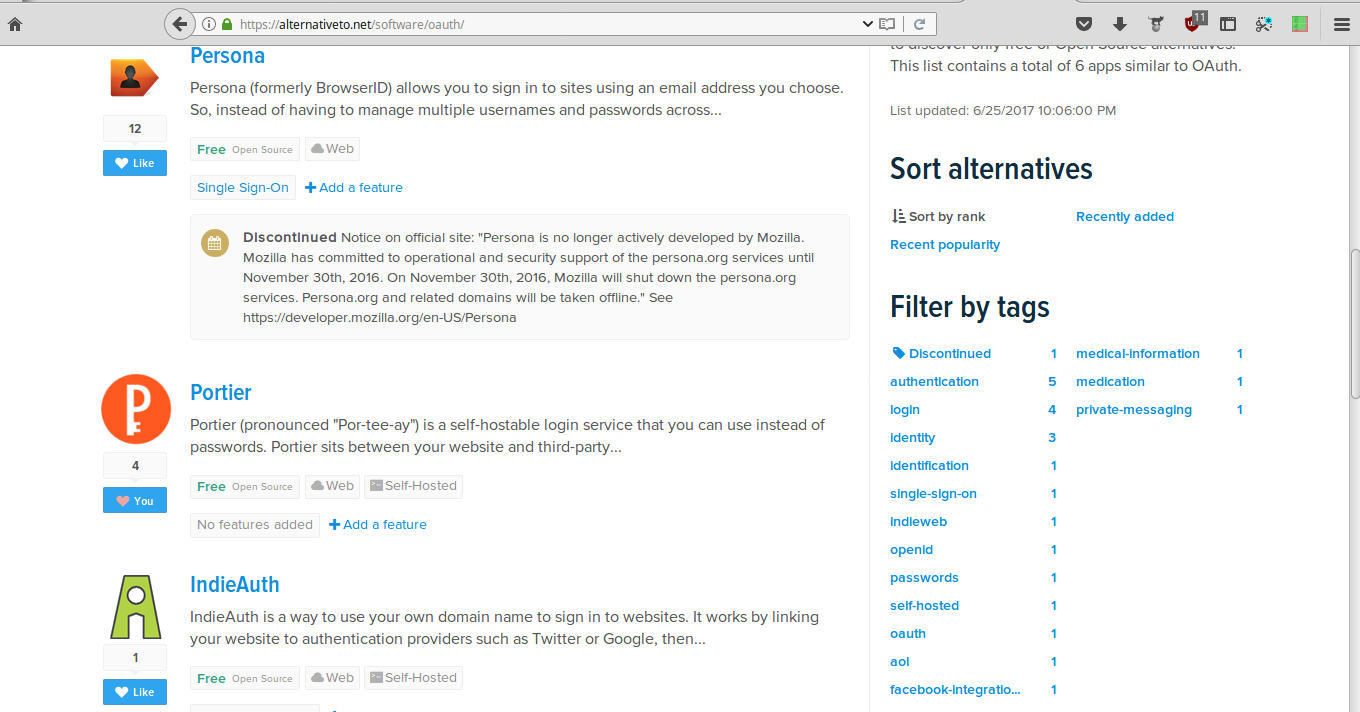 https://alternativeto.net/software/oauth/
11
Persona
Persona (formerly BrowserID) allows you to sign in to sites using an email address you choose.
So, instead of having to manage multiple usernames and passwords across...
12
Like
Free Open Source Web
Single Sign-On Add a feature
Discontinued Notice on official site: "Persona is no longer actively developed by Mozilla.
Mozilla has committed to operational and security support of the persona.org services until
November 30th, 2016. On November 30th, 2016, Mozilla will shut down the persona.org
services. Persona.org and related domains will be taken offline." See
https://developer.mozilla.org/en-US/Persona
Portier
Portier (pronounced "Por-tee-ay") is a self-hostable login service that you can use instead of
passwords. Portier sits between your website and third-party...
4
You
Free Open Source Web Self-Hosted
No features added Add a feature
IndieAuth
IndieAuth is a way to use your own domain name to sign in to websites. It works by linking
your website to authentication providers such as Twitter or Google, then...
1
Like
Free Open Source Web Self-Hosted
to discover only free or Open Source alternatives.
This list contains a total of 6 apps similar to OAuth.
List updated: 6/25/2017 10:06:00 PM
Sort alternatives
Sort by rank Recently added
Recent popularity
Filter by tags
Discontinued 1 medical-information 1
authentication 5 medication 1
login 4 private-messaging 1
identity 3
identification 1
single-sign-on 1
indieweb 1
openid 1
passwords 1
self-hosted 1
oauth 1
aol 1
facebook-integratio... 1